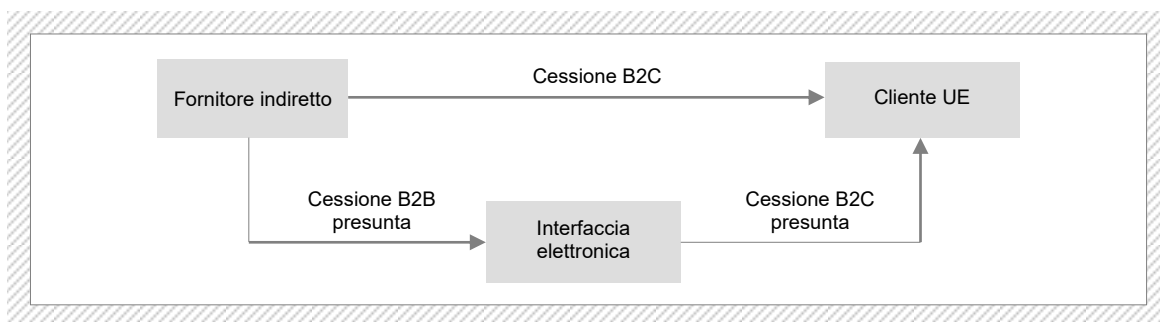 Cessione B2C
Fornitore indiretto
Cliente UE
Cessione B2B
presunta
Cessione B2C
presunta
Interfaccia
elettronica